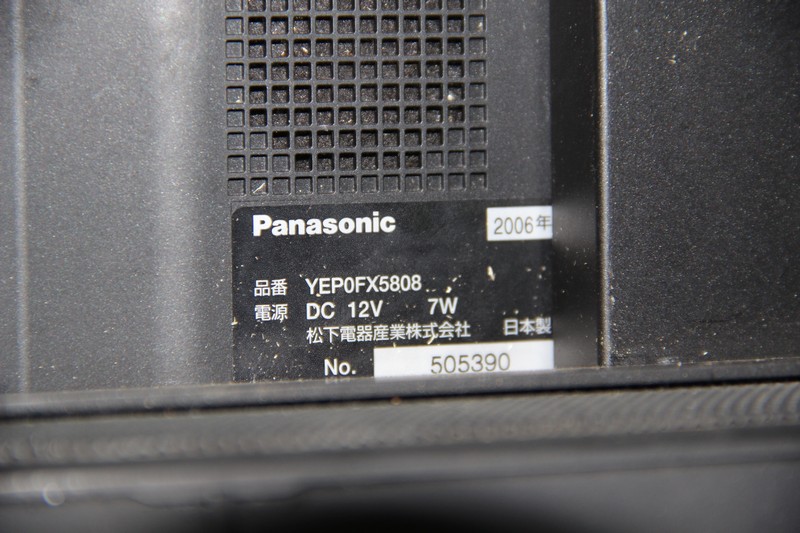 Panasonic 2006年
品番 YEP0FX5808
電源 DC 12V 7W
松下電器産業株式会社 日本製
No. 505390